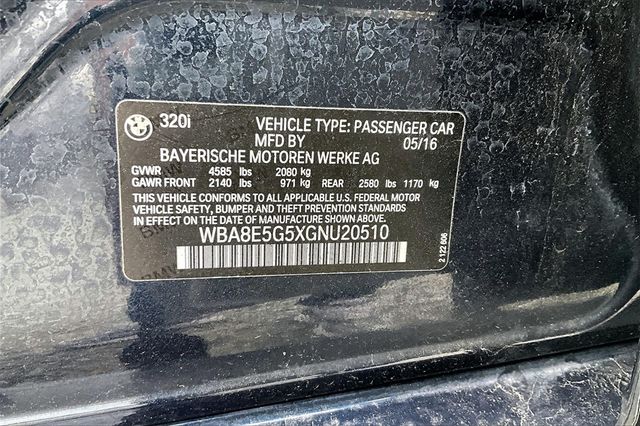 320i VEHICLE TYPE: PASSENGER CAR
MFD BY 05/16
BAYERISCHE MOTOREN WERKE AG
GVWR 4585 lbs 2080 kg
GAWR FRONT 2140 lbs 971 kg REAR 2580 lbs 1170 kg
THIS VEHICLE CONFORMS TO ALL APPLICABLE U.S. FEDERAL MOTOR
VEHICLE SAFETY, BUMPER, AND THEFT PREVENTION STANDARDS
IN EFFECT ON THE DATE OF MANUFACTURE SHOWN ABOVE.
WBA8E5G5XGNU20510
2 122 606